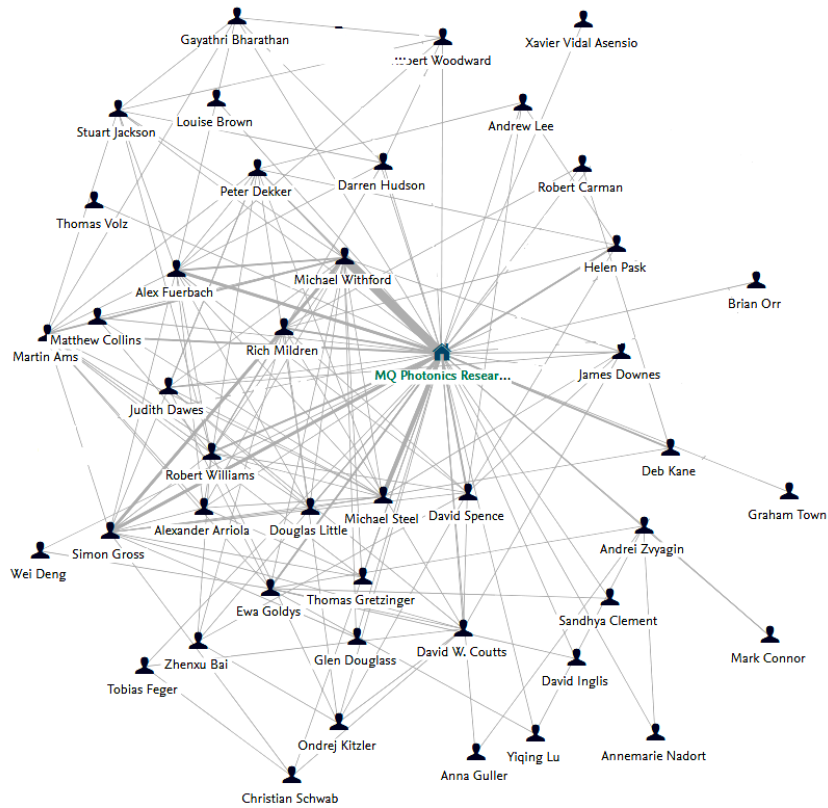 Gayathri Bharathan
Woodward
Xavier Vidal Asensio
Stuart Jackson
Louise Brown
Andrew Lee
Peter Dekker
Darren Hudson
Robert Carman
Thomas Volz
Alex Fuerbach
Michael Withford
Helen Pask
Brian Orr
Matthew Collins
Martin Ams
Rich Mildren
MQ Photonics Resear...
James Downes
Judith Dawes
Robert Williams
Deb Kane
Graham Town
Simon Gross
Alexander Arriola
Douglas Little
Michael Steel
David Spence
Andrei Zvyagin
Wei Deng
Ewa Goldys
Thomas Gretzinger
Sandhya Clement
Zhenxu Bai
Glen Douglass
David W. Coutts
Mark Connor
Tobias Feger
David Inglis
Ondrej Kitzler
Yiqing Lu
Annemarie Nadort
Anna Guller
Christian Schwab